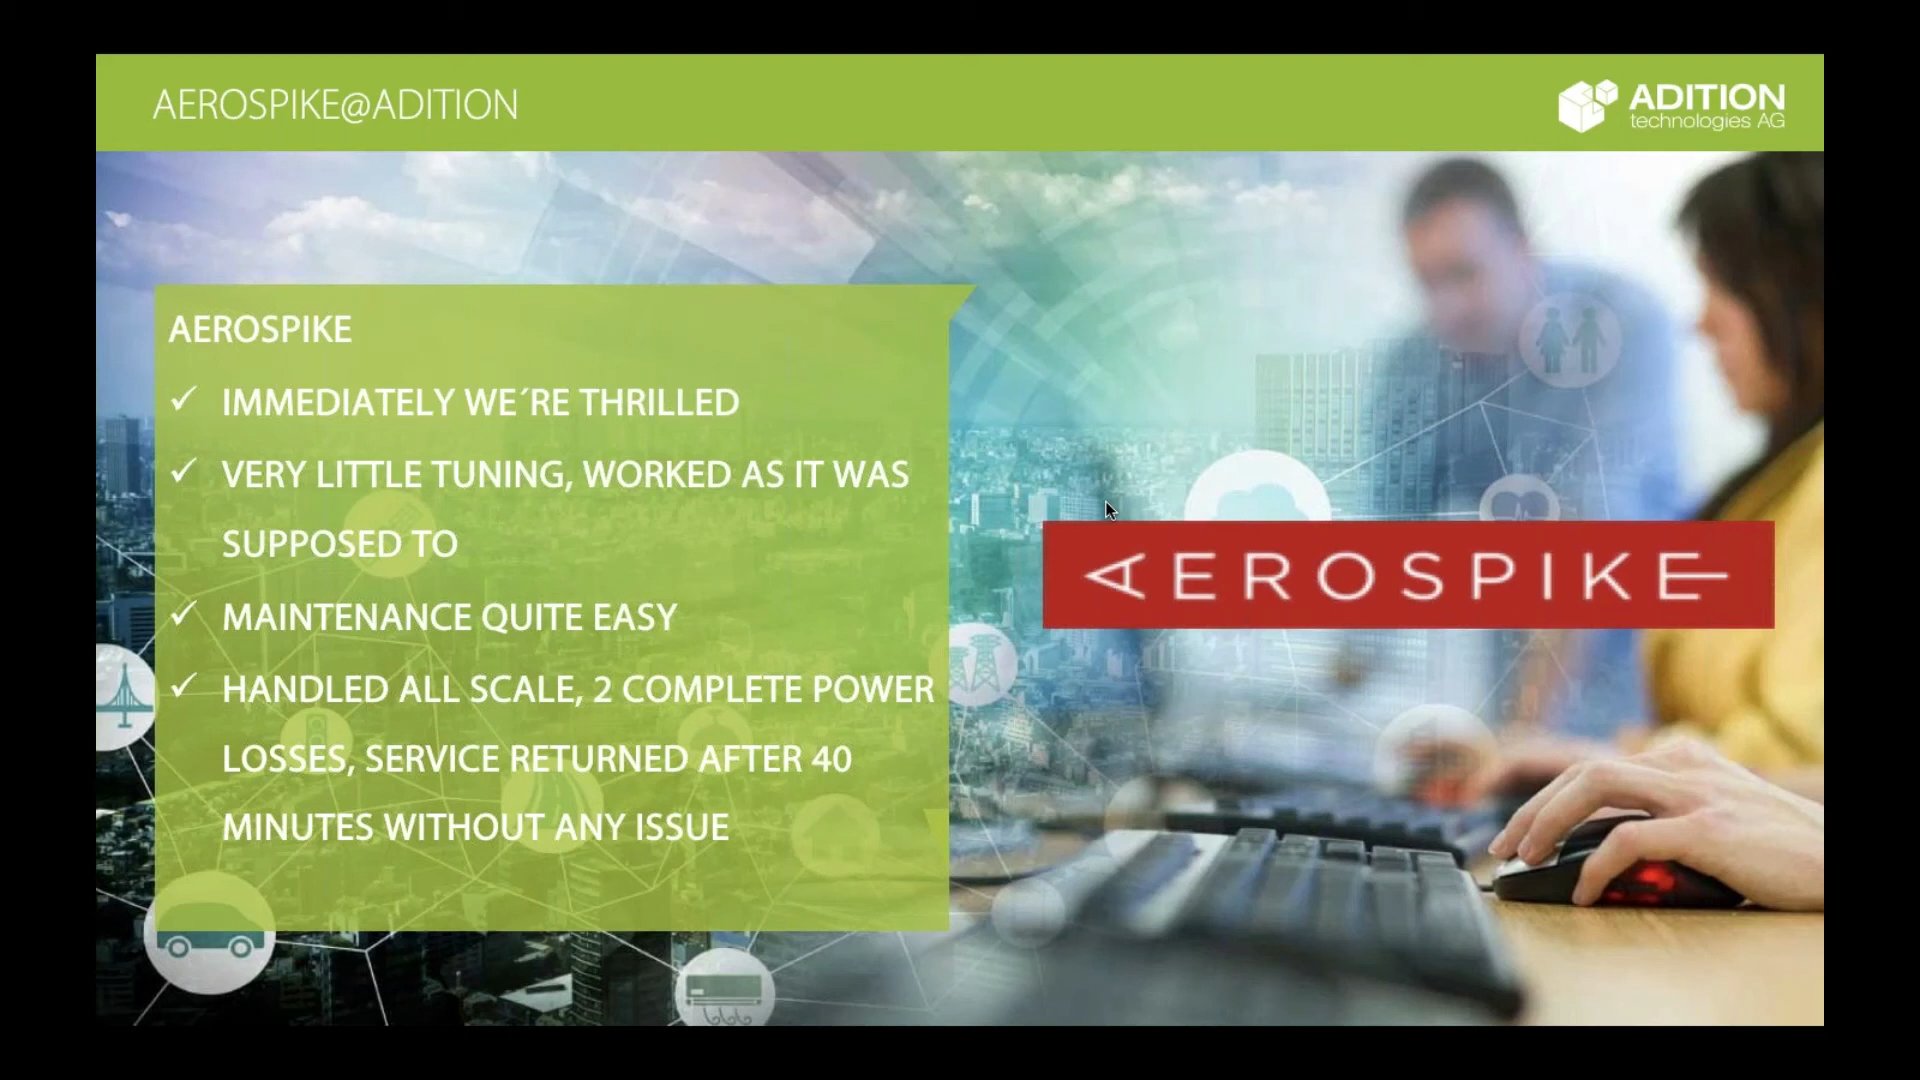 AEROSPIKE@ADITION
ADITION
technologies AG
AEROSPIKE
✓ IMMEDIATELY WE´RE THRILLED
✓ VERY LITTLE TUNING, WORKED AS IT WAS
SUPPOSED TO
✓ MAINTENANCE QUITE EASY
✓ HANDLED ALL SCALE, 2 COMPLETE POWER
LOSSES, SERVICE RETURNED AFTER 40
MINUTES WITHOUT ANY ISSUE
AEROSPIKE